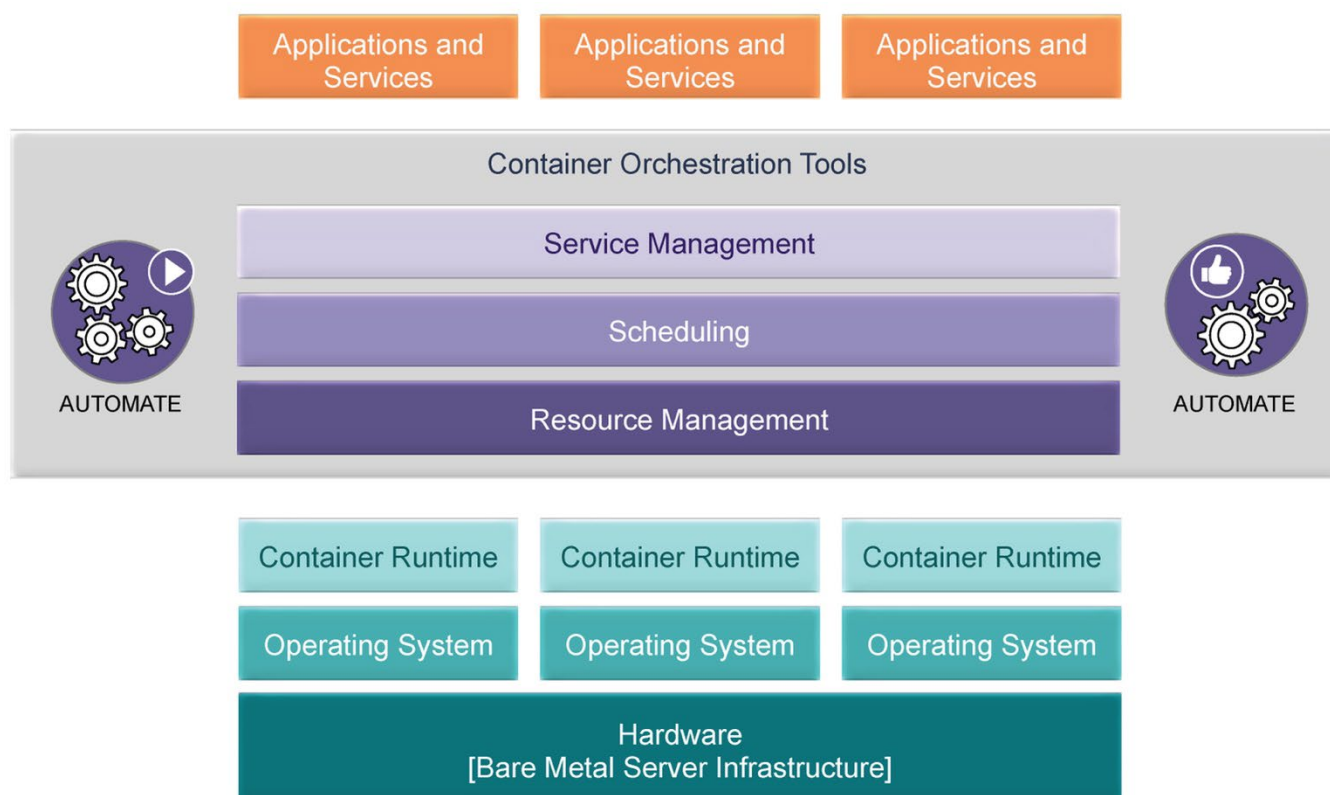 Applications and
Services
Applications and
Services
Applications and
Services
Container Orchestration Tools
Service Management
Scheduling
Resource Management
AUTOMATE
AUTOMATE
Container Runtime
Container Runtime
Container Runtime
Operating System
Operating System
Operating System
Hardware
[Bare Metal Server Infrastructure]